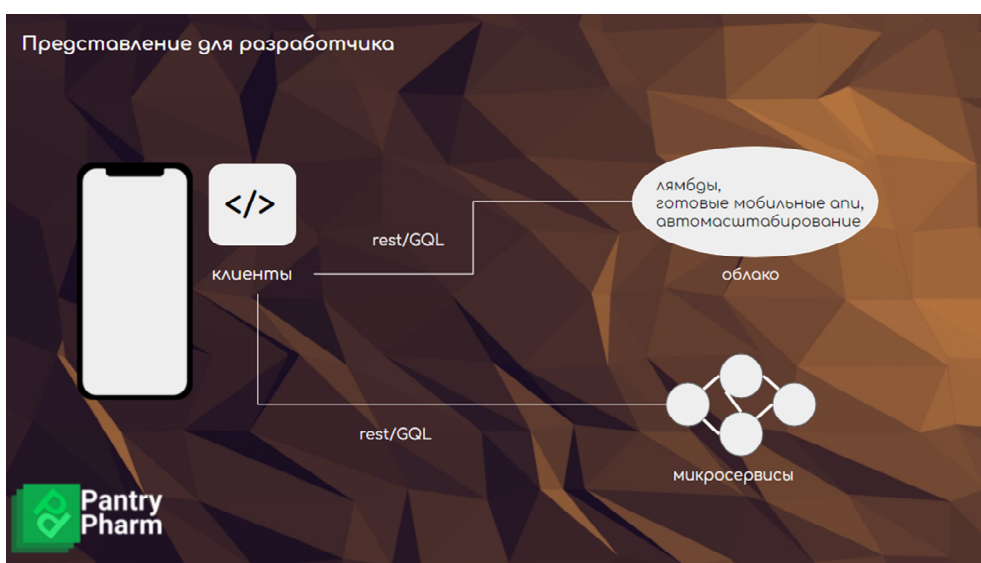 Представление для разработчика
</>
rest/GQL
клиенты
лямбды,
готовые мобильные апи,
автомасштабирование
облако
rest/GQL
микросервисы
Pantry
Pharm